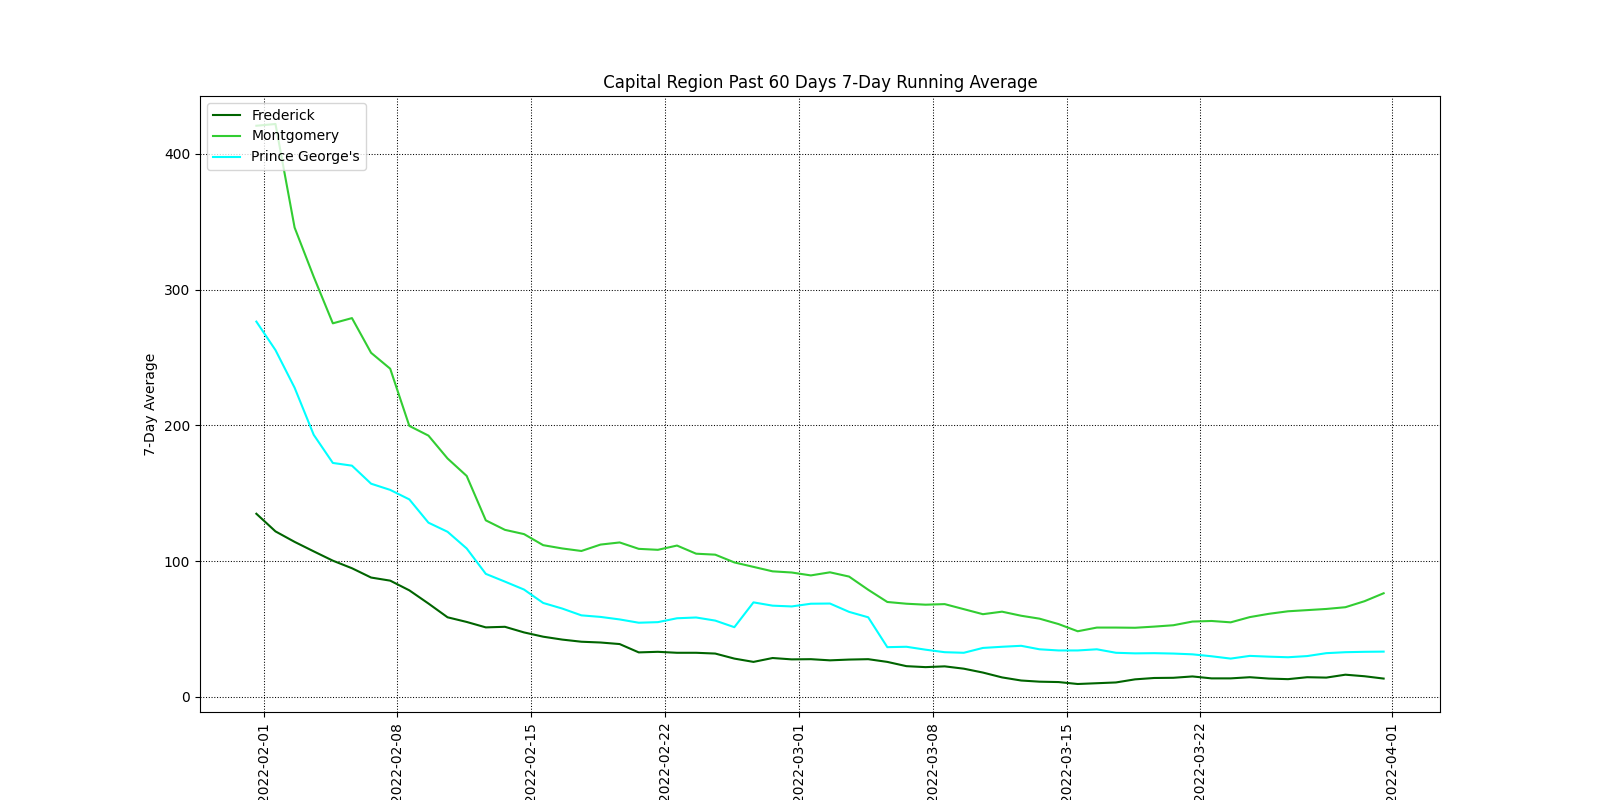 Capital Region Past 60 Days 7-Day Running Average
Frederick
Montgomery
Prince George's
7-Day Average
400
300
200
100
0
2022-02-01
2022-02-08
2022-02-15
2022-02-22
2022-03-01
2022-03-08
2022-03-15
2022-03-22
2022-04-01